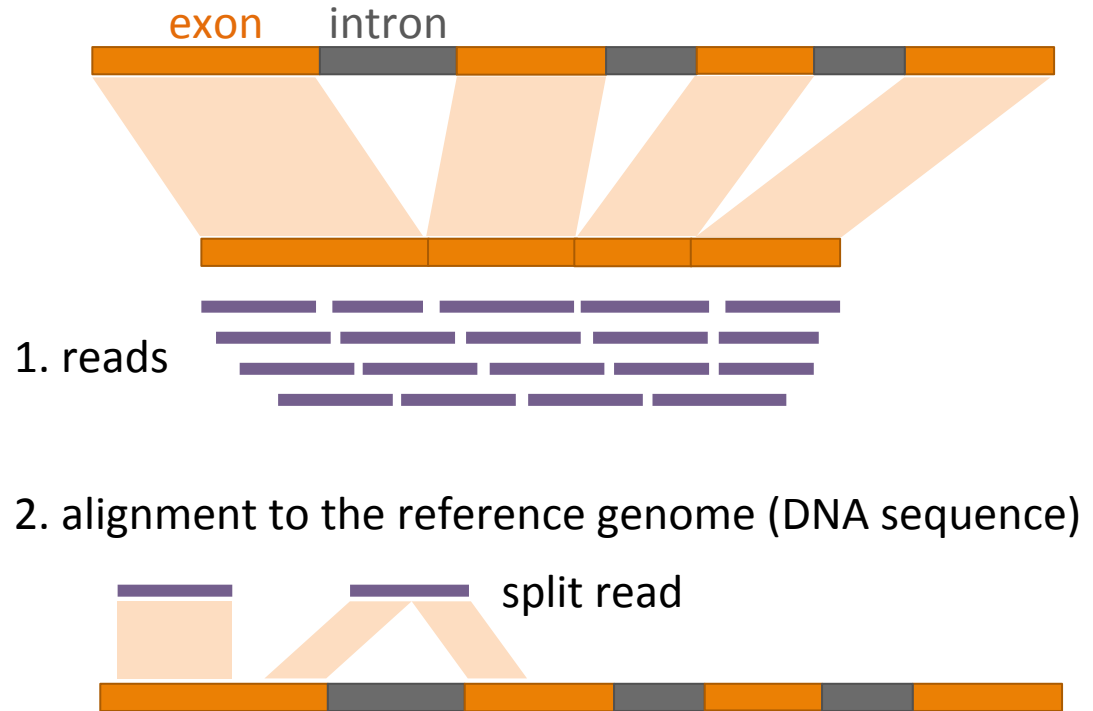 exon intron
1. reads
2. alignment to the reference genome (DNA sequence)
split read